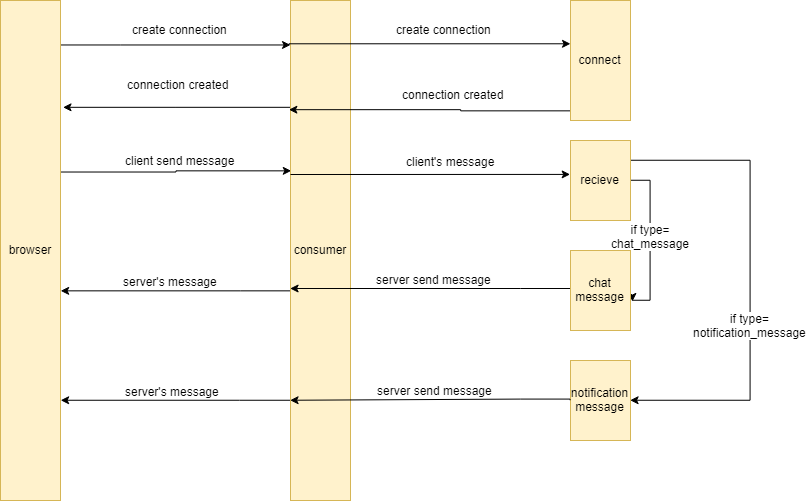 create connection
create connection
connect
connection created
connection created
client send message
client's message
recieve
if type=
chat_message
browser
consumer
server's message
server send message
chat
message
if type=
notification_message
server's message
server send message
notification
message